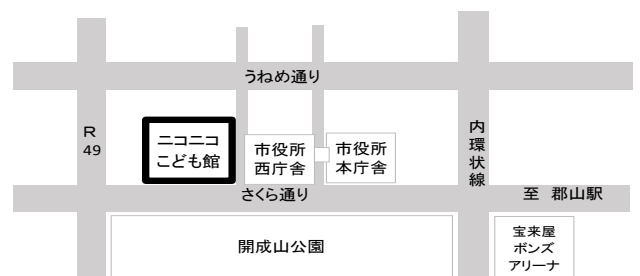 うねめ通り
R
49
ニコニコ
こども館
市役所
西庁舎
市役所
本庁舎
内環状線
さくら通り
至 郡山駅
開成山公園
宝来屋
ボンズ
アリーナ